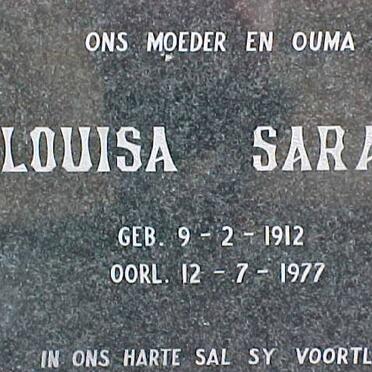 ONS MOEDER EN OUMA
LOUISA SARA
GEB. 9 - 2 - 1912
OORL. 12 - 7 - 1977
IN ONS HARTE SAL SY VOORTL